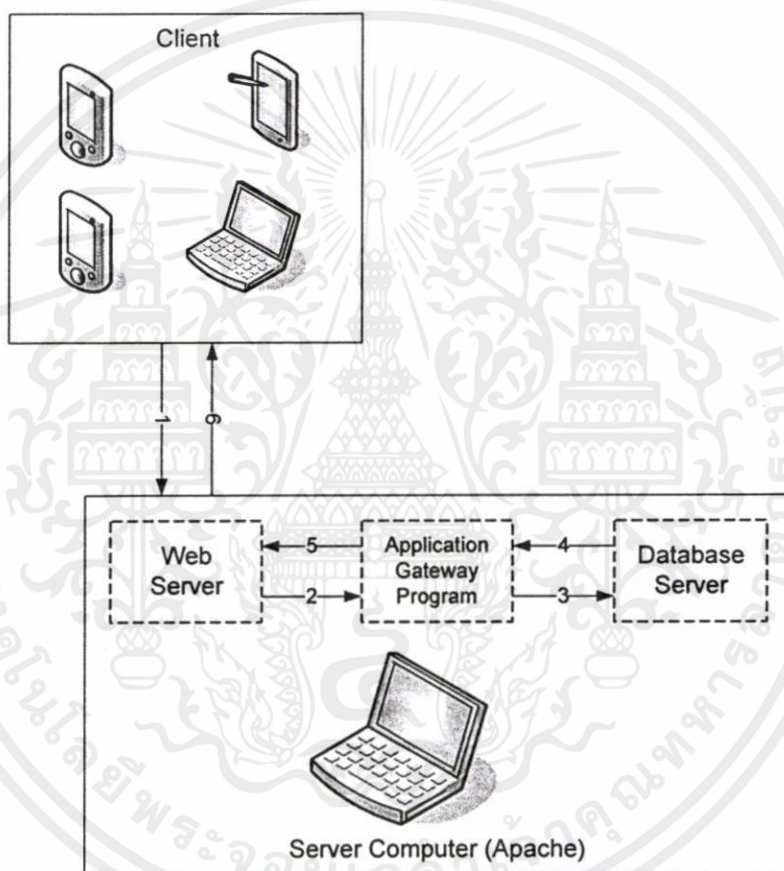 Client
1
6
Web
Server
5
2
Application
Gateway
Program
4
3
Database
Server
Server Computer (Apache)